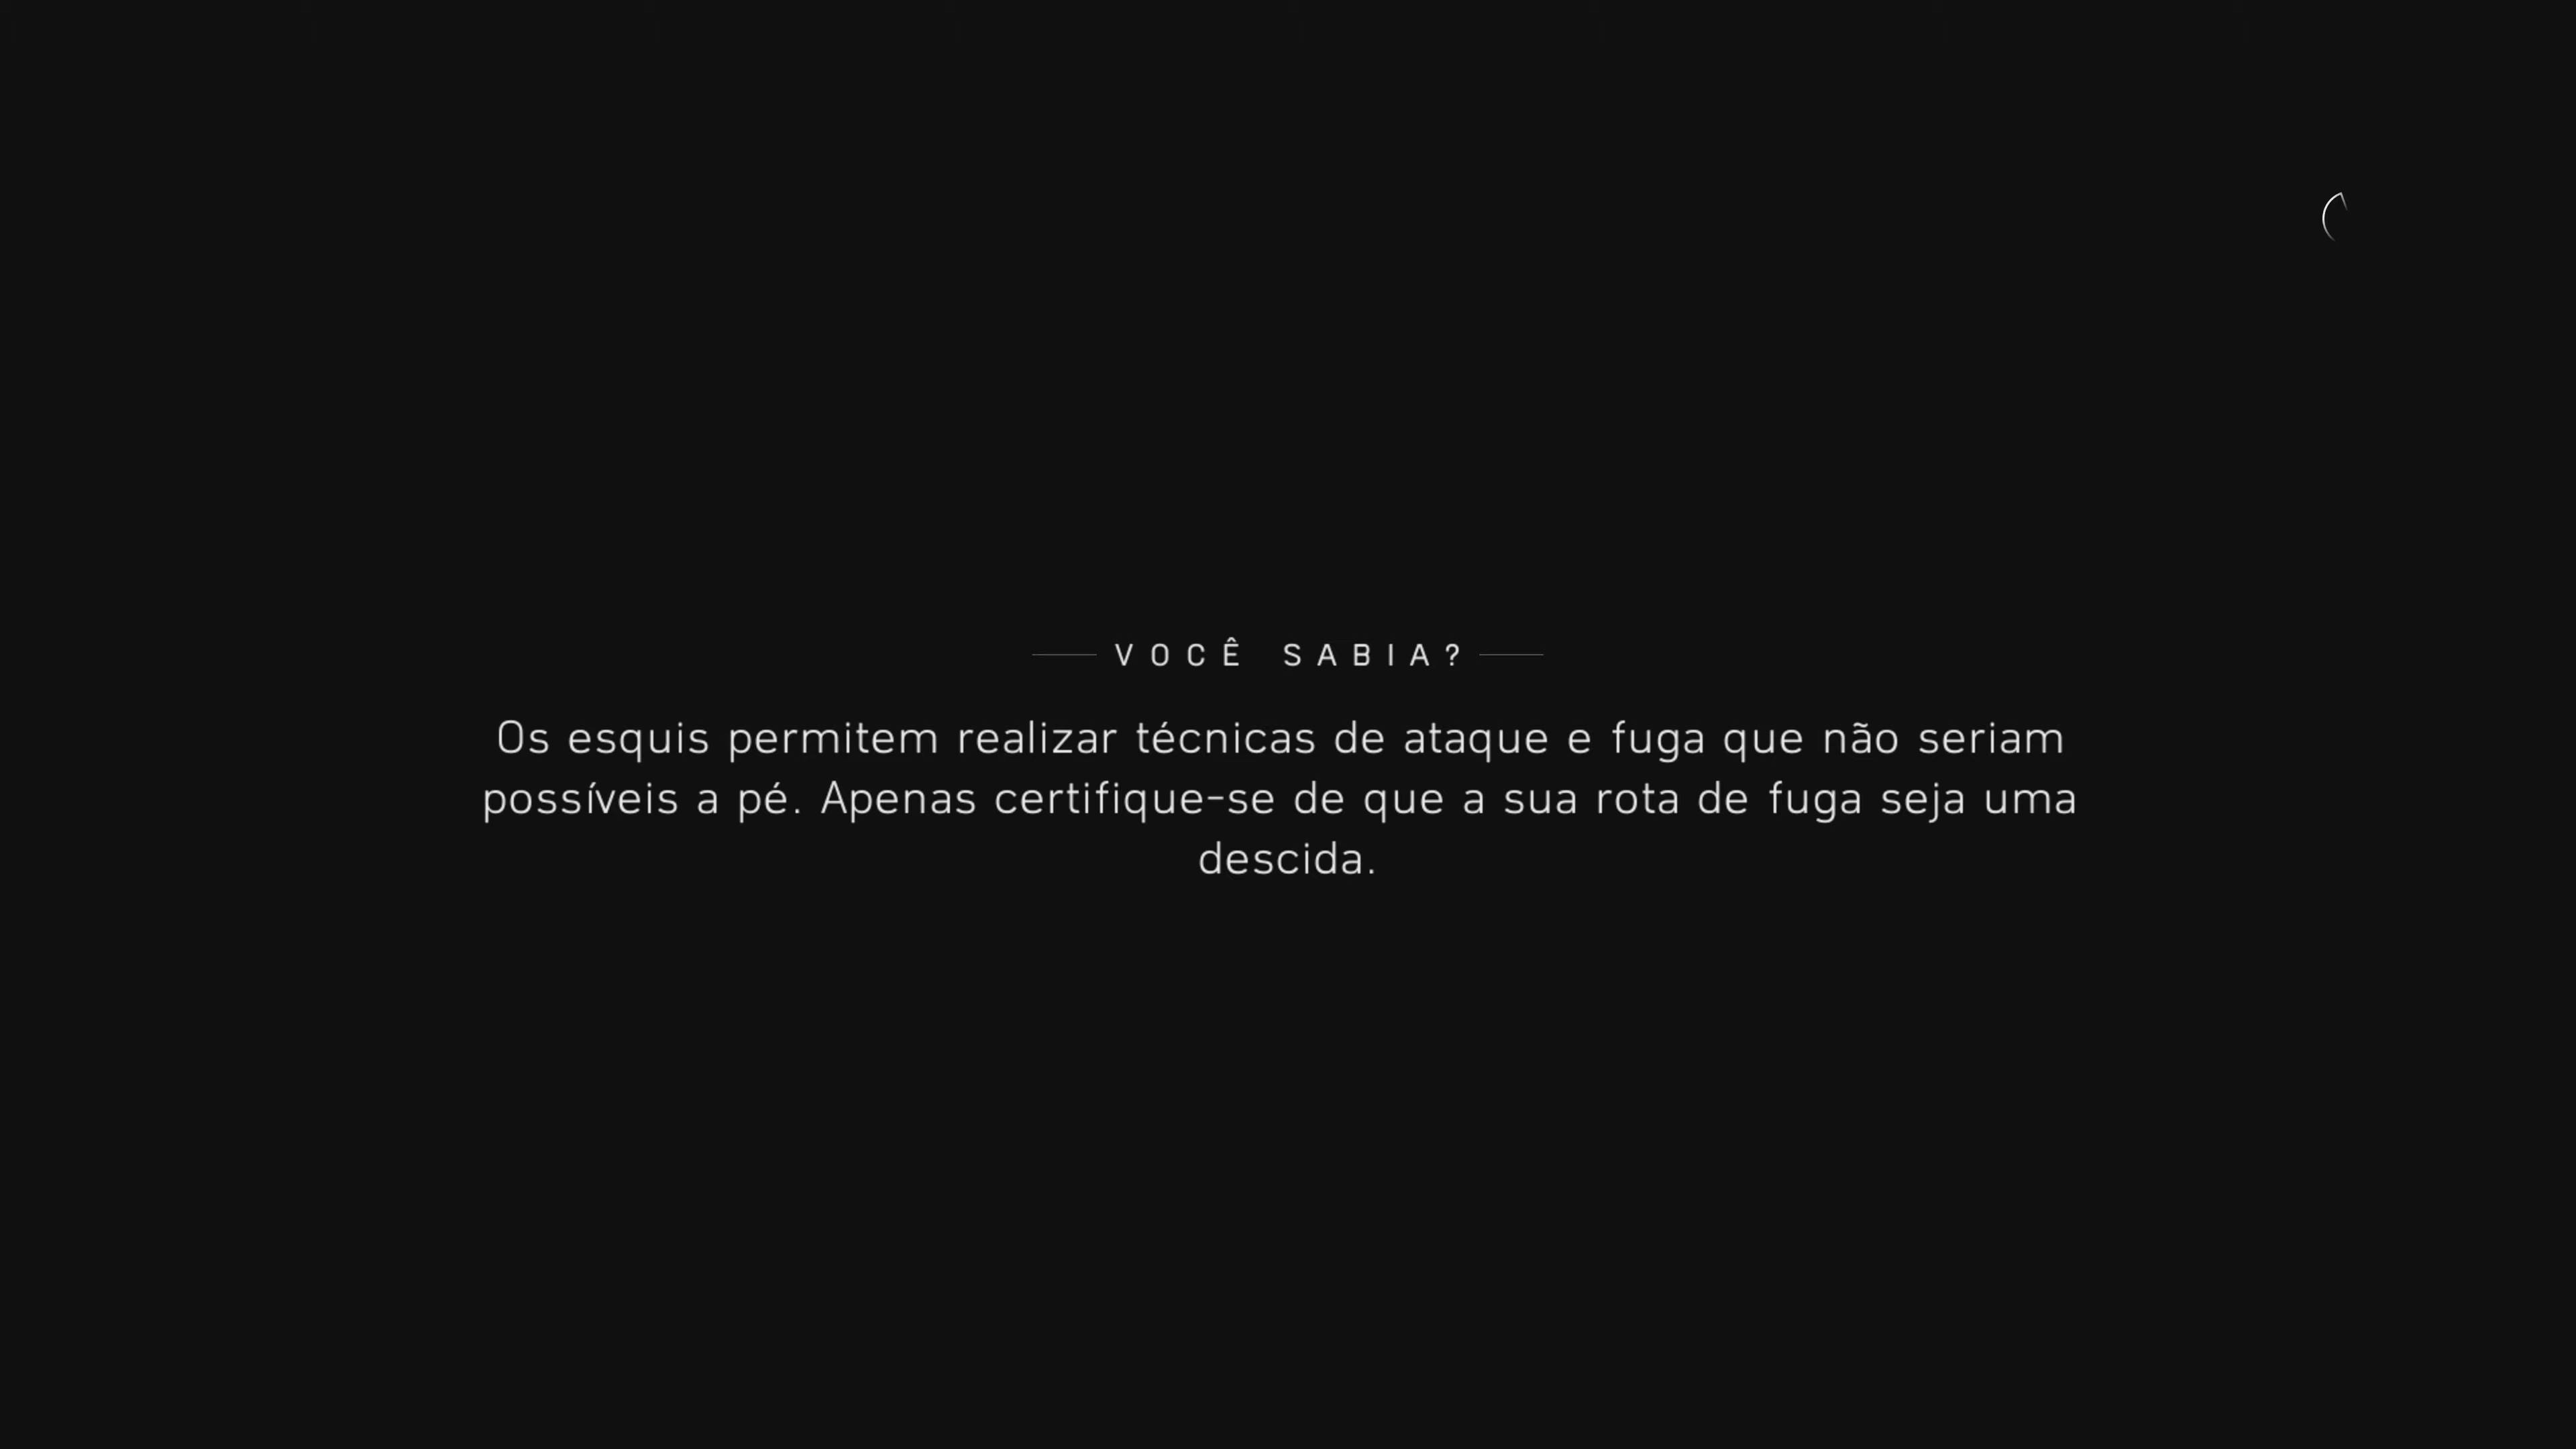 VOCÊ SABIA?
Os esquis permitem realizar técnicas de ataque e fuga que não seriam
possíveis a pé. Apenas certifique-se de que a sua rota de fuga seja uma
descida.